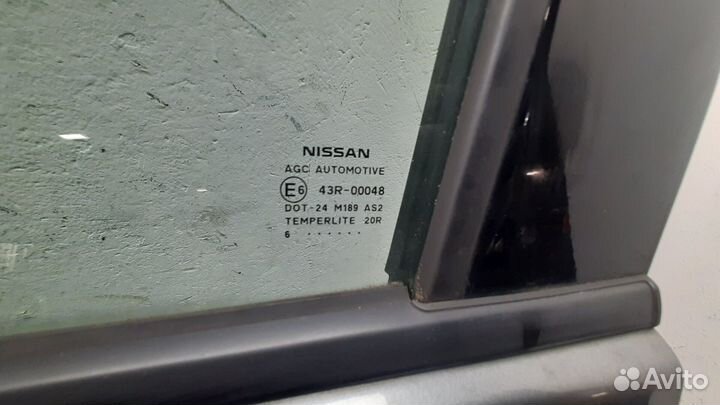 NISSAN
AGC AUTOMOTIVE
E6 43R-00048
DOT-24 M189 AS2
TEMPERLITE 20R
6 ......
Avito